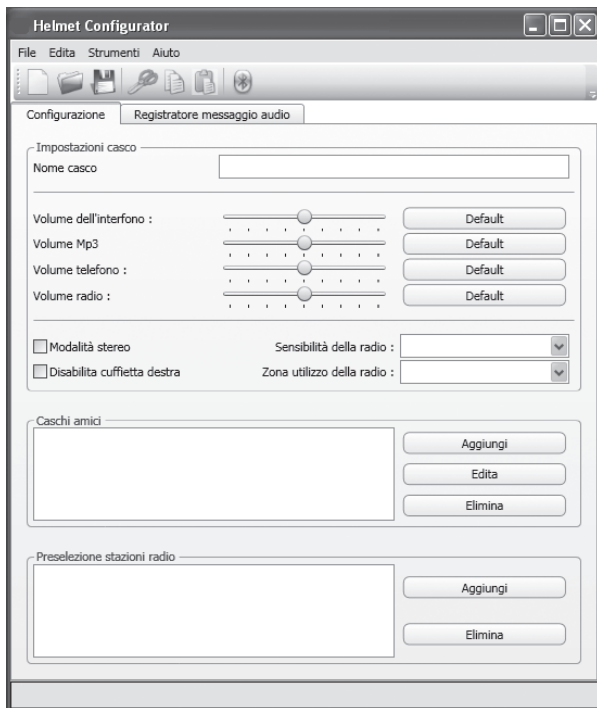 Helmet Configurator
File Edita Strumenti Aiuto
Configurazione Registratore messaggio audio
Impostazioni casco
Nome casco
Volume dell'interfono : Default
Volume Mp3 Default
Volume telefono : Default
Volume radio : Default
Modalità stereo Sensibilità della radio :
Disabilita cuffietta destra Zona utilizzo della radio :
Caschi amici
Aggiungi
Edita
Elimina
Preselezione stazioni radio
Aggiungi
Elimina